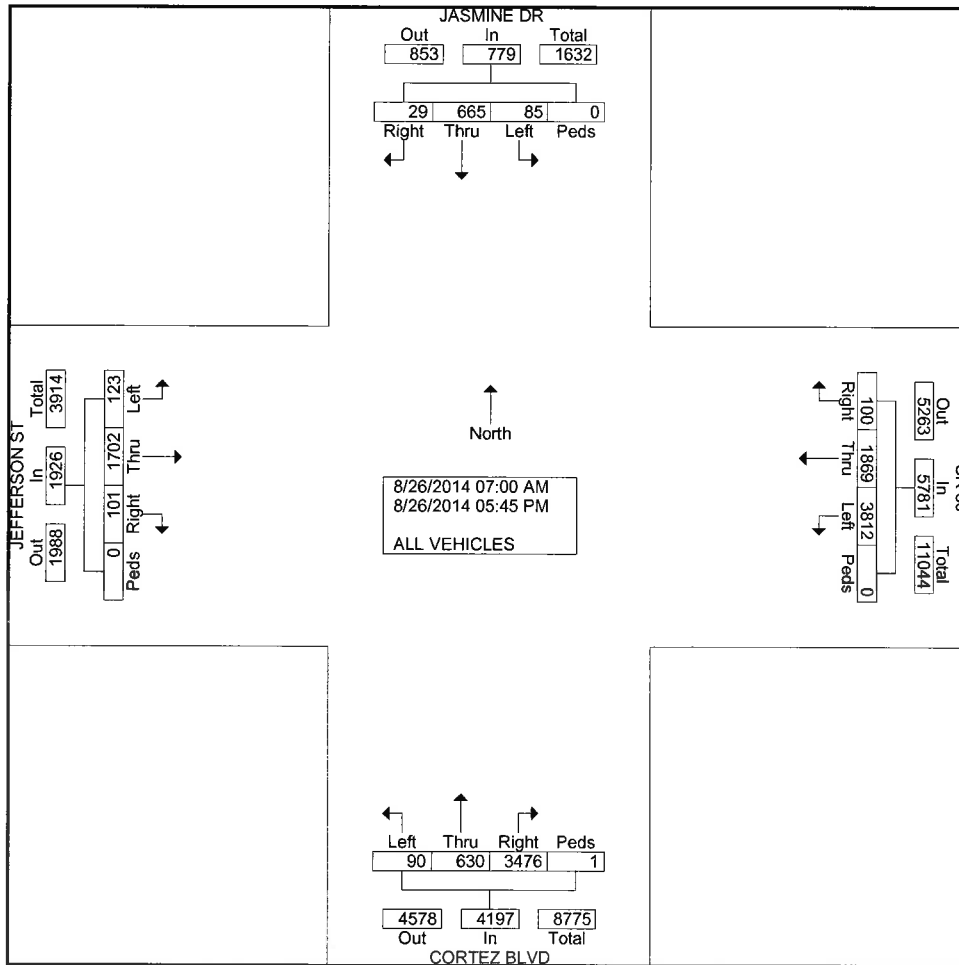 JASMINE DR
Out In Total
853 779 1632
29 665 85 0
Right Thru Left Peds
JEFFERSON ST
Total In Out
3914 1926 1988
123 1702 101 0
Left Thru Right Peds
North
8/26/2014 07:00 AM
8/26/2014 05:45 PM
ALL VEHICLES
Right Thru Left Peds
100 1869 3812 0
5263 5781 11044
Out In Total
Left Thru Right Peds
90 630 3476 1
4578 4197 8775
Out In Total
CORTEZ BLVD